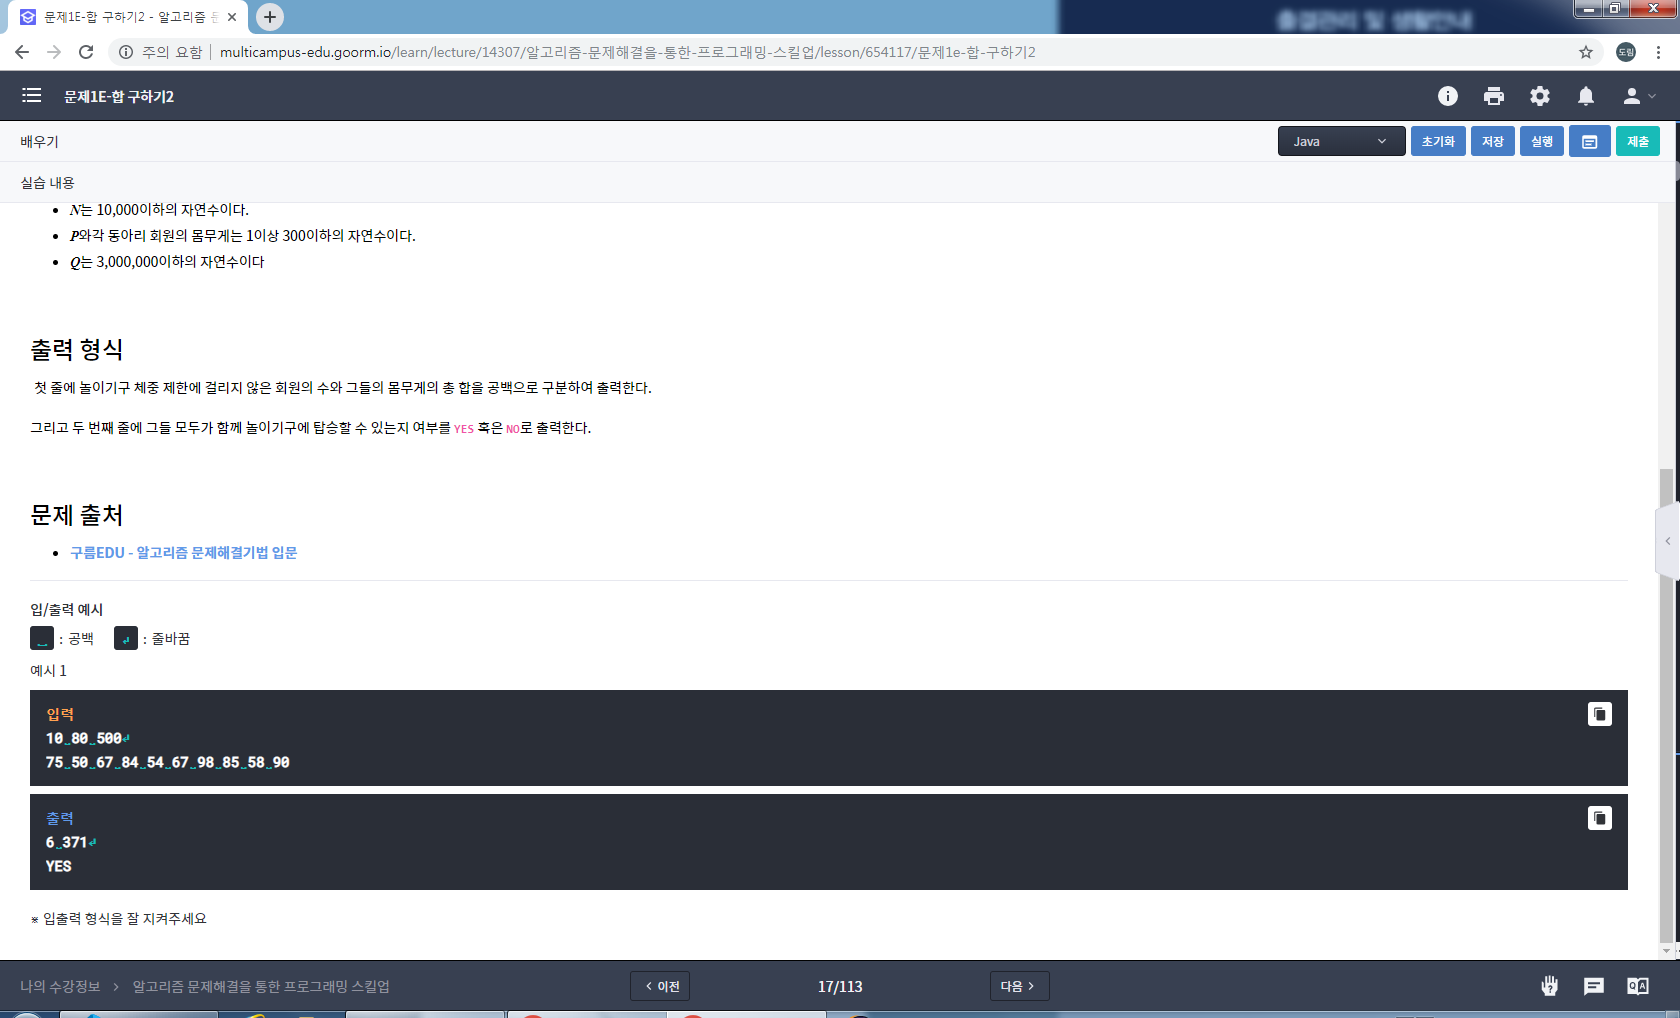 문제1E-합 구하기2 - 알고리즘 문
출결관리 및 생활안내
주의 요함
multicampus-edu.goorm.io/learn/lecture/14307/알고리즘-문제해결을-통한-프로그래밍-스킬업/lesson/654117/문제1e-합-구하기2
도림
문제1E-합 구하기2
배우기
Java
초기화
저장
실행
제출
실습 내용
• N는 10,000이하의 자연수이다.
• P와각 동아리 회원의 몸무게는 1이상 300이하의 자연수이다.
• Q는 3,000,000이하의 자연수이다
출력 형식
첫 줄에 놀이기구 체중 제한에 걸리지 않은 회원의 수와 그들의 몸무게의 총 합을 공백으로 구분하여 출력한다.
그리고 두 번째 줄에 그들 모두가 함께 놀이기구에 탑승할 수 있는지 여부를 YES 혹은 NO로 출력한다.
문제 출처
• 구름EDU - 알고리즘 문제해결기법 입문
입/출력 예시
␣ : 공백 ↵ : 줄바꿈
예시 1
입력
10␣80␣500↵
75␣50␣67␣84␣54␣67␣98␣85␣58␣90
출력
6␣371↵
YES
※ 입출력 형식을 잘 지켜주세요
나의 수강정보 > 알고리즘 문제해결을 통한 프로그래밍 스킬업
< 이전
17/113
다음 >
Q A